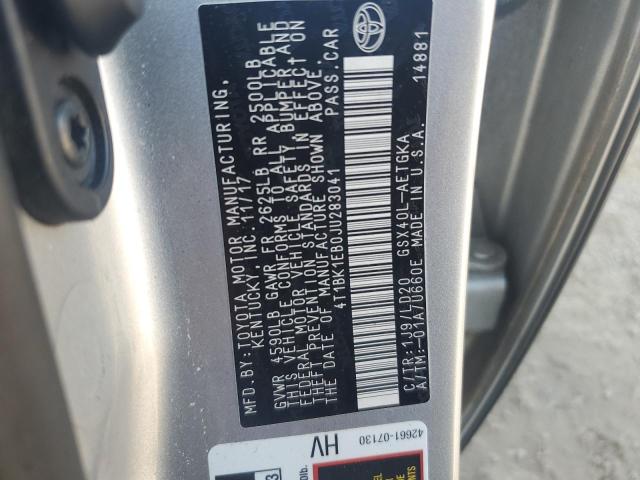 MFD.BY:TOYOTA MOTOR MANUFACTURING,
KENTUCKY, INC. 11/17
GVWR 4590LB GAWR FR 2625LB RR 2500LB
THIS VEHICLE CONFORMS TO ALL APPLICABLE
FEDERAL MOTOR VEHICLE SAFETY, BUMPER, AND
THEFT PREVENTION STANDARDS IN EFFECT ON
THE DATE OF MANUFACTURE SHOWN ABOVE.
4T1BK1EB0JU283041 PASS. CAR
C/TR:1J9/LD20 GSX40L-AETGKA
A/TM:-01A/U660E MADE IN U.S.A. 14881
42661-07130
HV